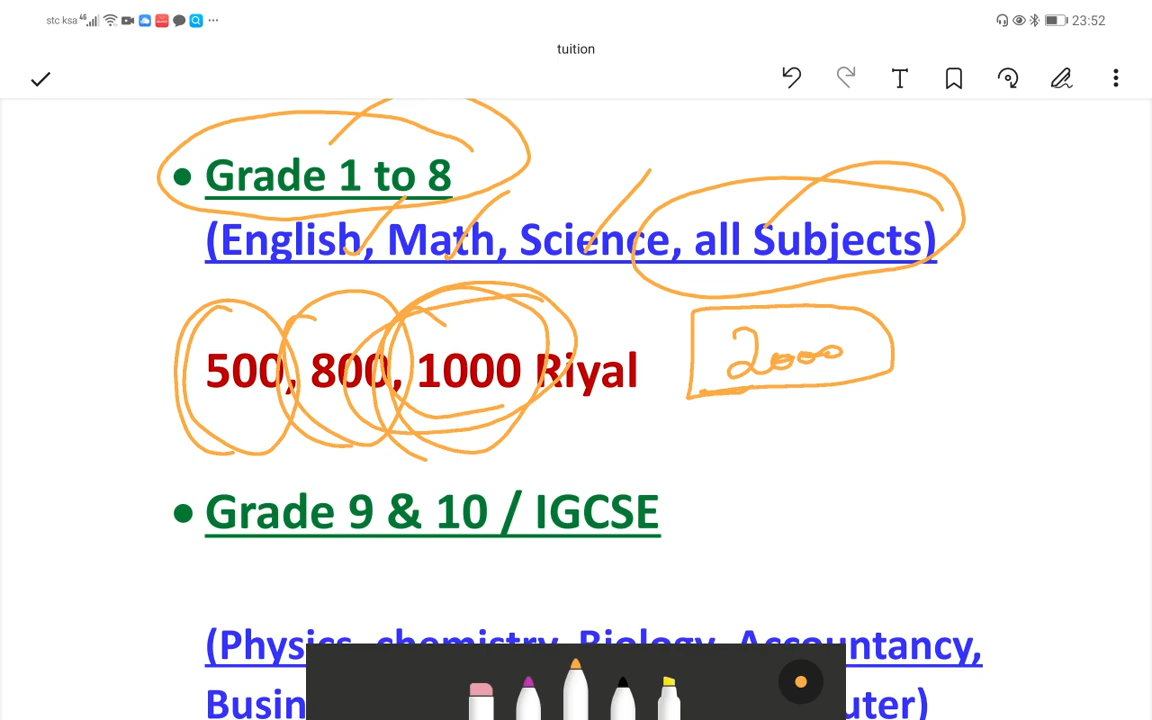 stc ksa 23:52
tuition
• Grade 1 to 8
(English, Math, Science, all Subjects)
500, 800, 1000 Riyal 2000
• Grade 9 & 10 / IGCSE
(Physics, chemistry, Biology, Accountancy,